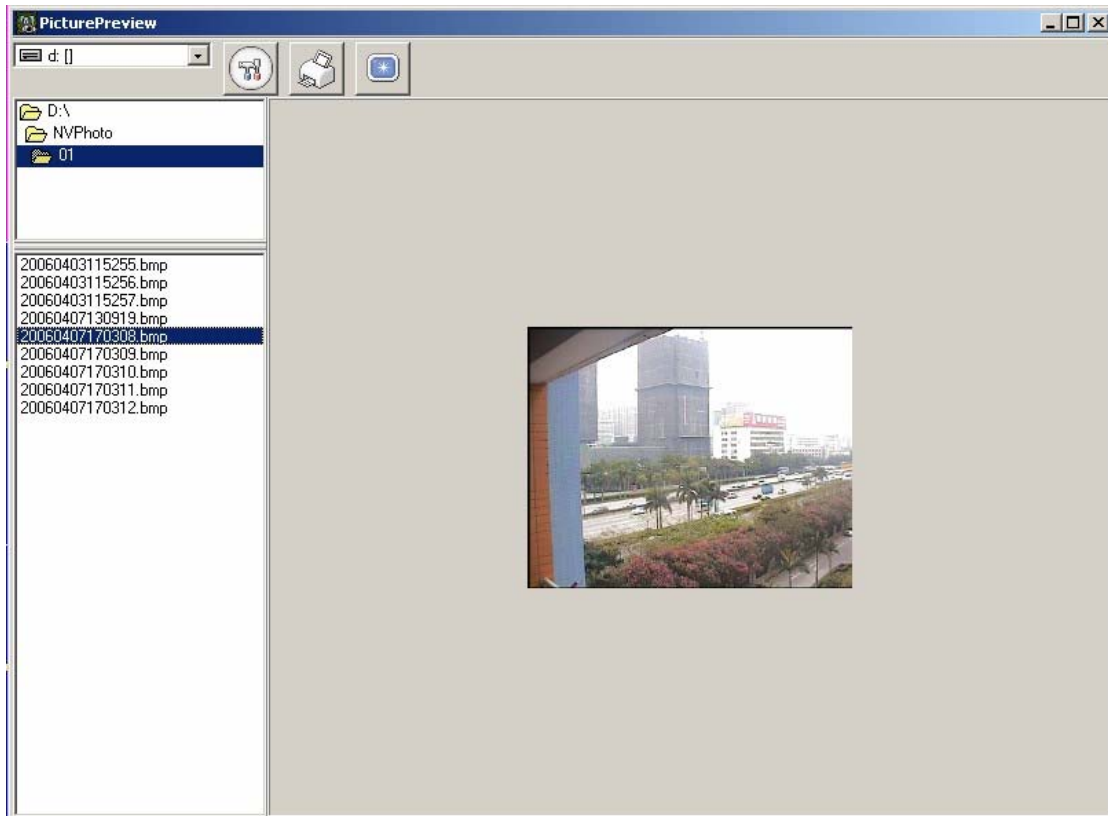 PicturePreview
d: []
D:\
NVPhoto
01
20060403115255.bmp
20060403115256.bmp
20060403115257.bmp
20060407130919.bmp
20060407170308.bmp
20060407170309.bmp
20060407170310.bmp
20060407170311.bmp
20060407170312.bmp